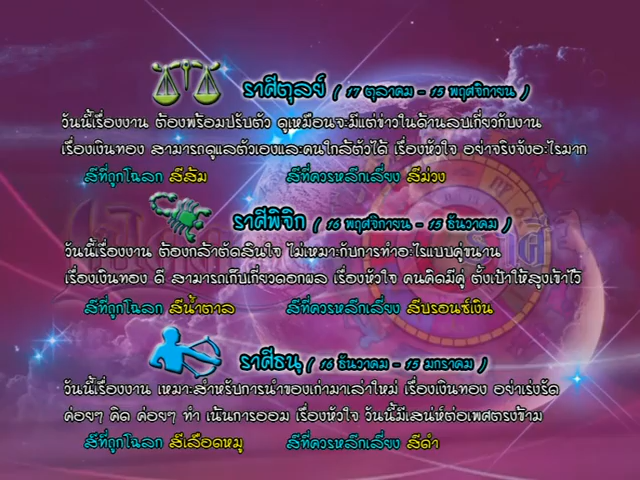 ราศีตุลย์ ( 17 ตุลาคม - 15 พฤศจิกายน )
วันนี้เรื่องงาน ต้องพร้อมปรับตัว ดูเหมือนจะมีแต่ข่าวในด้านลบเกี่ยวกับงาน
เรื่องเงินทอง สามารถดูแลตัวเองและคนใกล้ตัวได้ เรื่องหัวใจ อย่าจริงจังอะไรมาก
สีที่ถูกโฉลก สีส้ม สีที่ควรหลีกเลี่ยง สีม่วง
ราศีพิจิก ( 16 พฤศจิกายน - 15 ธันวาคม )
วันนี้เรื่องงาน ต้องกล้าตัดสินใจ ไม่เหมาะกับการทำอะไรแบบคู่ขนาน
เรื่องเงินทอง ดี สามารถเก็บเกี่ยวดอกผล เรื่องหัวใจ คนคิดมีคู่ ตั้งเป้าให้สูงเข้าไว้
สีที่ถูกโฉลก สีน้ำตาล สีที่ควรหลีกเลี่ยง สีบรอนซ์เงิน
ราศีธนู ( 16 ธันวาคม - 15 มกราคม )
วันนี้เรื่องงาน เหมาะสำหรับการนำของเก่ามาเล่าใหม่ เรื่องเงินทอง อย่าเร่งรัด
ค่อยๆ คิด ค่อยๆ ทำ เน้นการออม เรื่องหัวใจ วันนี้มีเสน่ห์ต่อเพศตรงข้าม
สีที่ถูกโฉลก สีเลือดหมู สีที่ควรหลีกเลี่ยง สีดำ